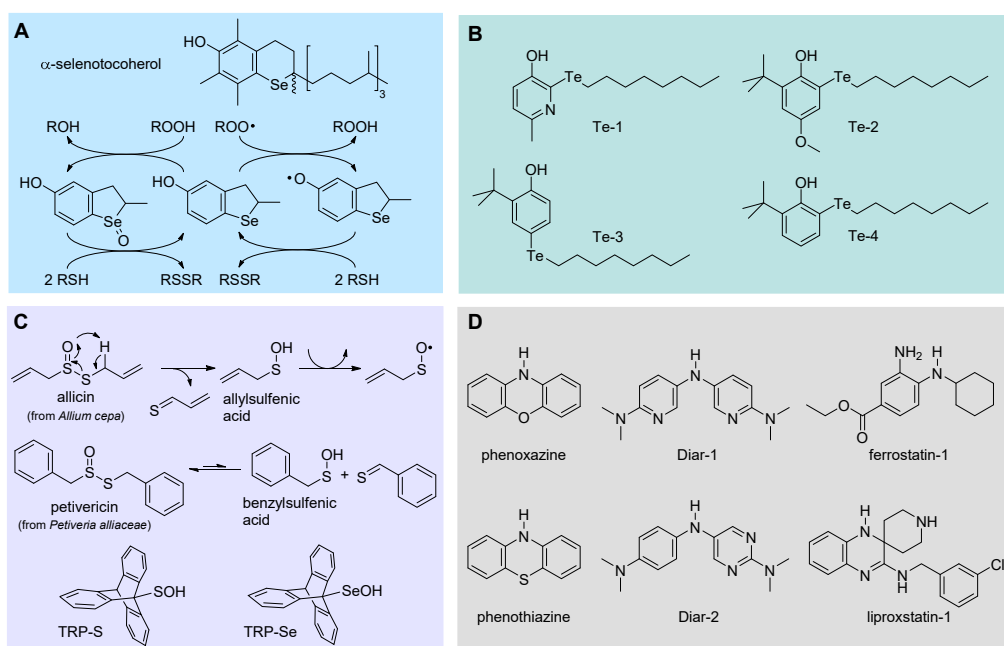 A
α-selenotocoherol
HO
Se
3
ROH
ROOH
ROO•
ROOH
HO
Se
O
HO
Se
•O
Se
2 RSH
RSSR
RSSR
2 RSH
B
OH
Te
N
Te-1
OH
Te
O
Te-2
OH
Te
Te-3
OH
Te
Te-4
C
O
H
S
S
allicin
(from Allium cepa)
S
OH
S
allylsulfenic
acid
O•
S
O
S
S
petivericin
(from Petiveria alliaceae)
OH
S
benzylsulfenic
acid
+
S
SOH
TRP-S
SeOH
TRP-Se
D
H
N
O
phenoxazine
H
N
N
N
N
N
Diar-1
NH2
H
N
O
O
ferrostatin-1
H
N
S
phenothiazine
H
N
N
N
N
N
Diar-2
H
N
NH
N
N
H
Cl
liproxstatin-1